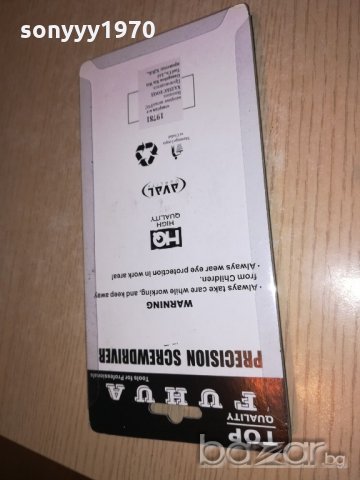 sonyyy1970
TOP
QUALITY
FUHUA
Tools for Professionals
PRECISION SCREWDRIVER
WARNING
· Always take care while working, and keep away
from Children.
· Always wear eye protection in work area!
HQ
HIGH
QUALITY
AVAL
19781
bazar.bg